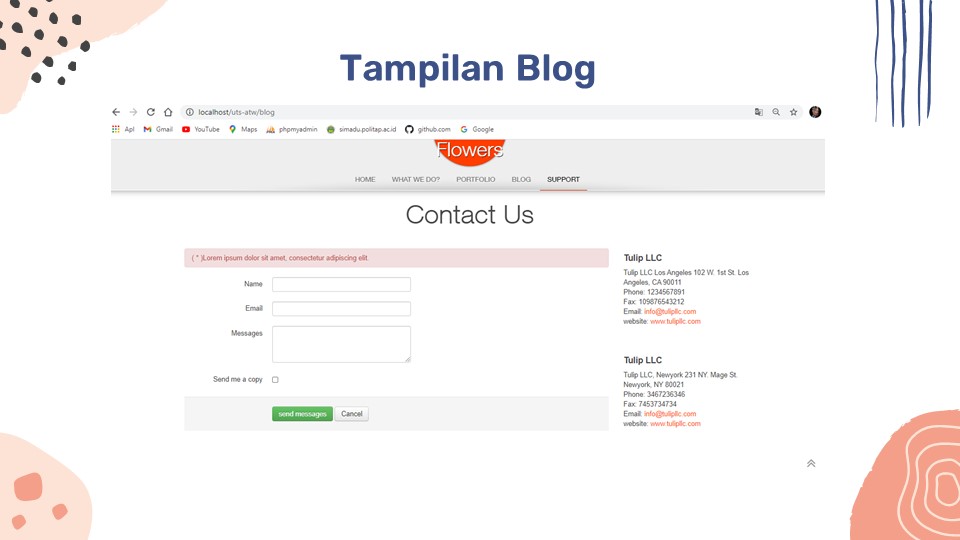 Tampilan Blog
localhost/uts-atw/blog
Apl Gmail YouTube Maps phpmyadmin simadu.politap.ac.id github.com Google
Flowers
HOME WHAT WE DO? PORTFOLIO BLOG SUPPORT
Contact Us
( * )Lorem ipsum dolor sit amet, consectetur adipiscing elit.
Name
Email
Messages
Send me a copy
send messages Cancel
Tulip LLC
Tulip LLC Los Angeles 102 W. 1st St. Los
Angeles, CA 90011
Phone: 1234567891
Fax: 109876543212
Email: info@tulipllc.com
website: www.tulipllc.com
Tulip LLC
Tulip LLC, Newyork 231 NY. Mage St.
Newyork, NY 80021
Phone: 3467236346
Fax: 7453734734
Email: info@tulipllc.com
website: www.tulipllc.com